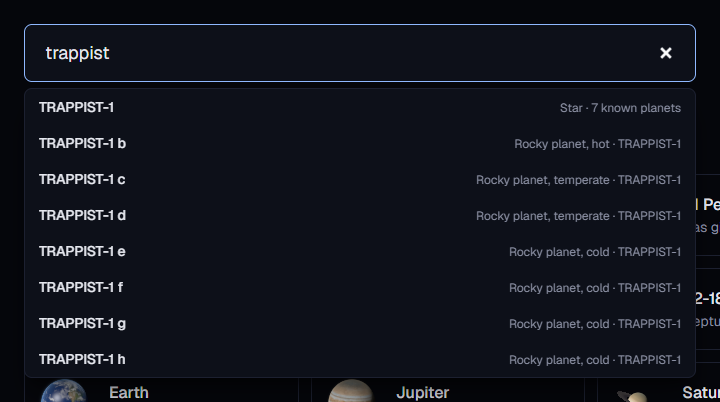 trappist
TRAPPIST-1 Star · 7 known planets
TRAPPIST-1 b Rocky planet, hot · TRAPPIST-1
TRAPPIST-1 c Rocky planet, temperate · TRAPPIST-1
TRAPPIST-1 d Rocky planet, temperate · TRAPPIST-1
TRAPPIST-1 e Rocky planet, cold · TRAPPIST-1
TRAPPIST-1 f Rocky planet, cold · TRAPPIST-1
TRAPPIST-1 g Rocky planet, cold · TRAPPIST-1
TRAPPIST-1 h Rocky planet, cold · TRAPPIST-1
Earth Jupiter